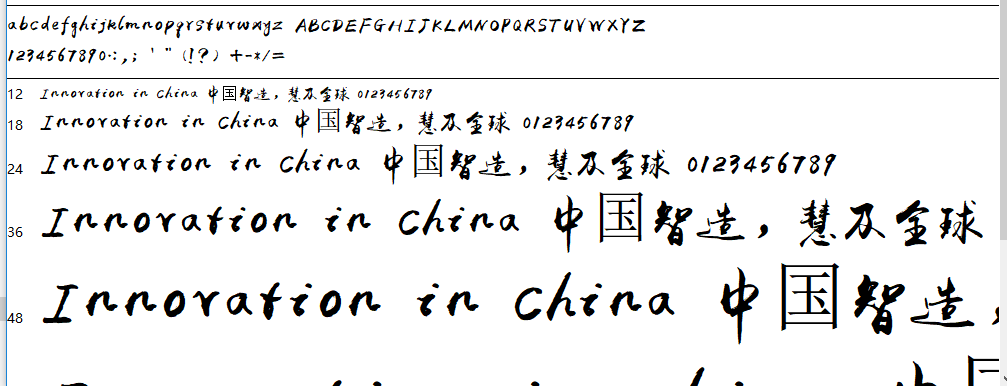 abcdefghijklmnopqrstuvwxyz ABCDEFGHIJKLMNOPQRSTUVWXYZ
1234567890.:,; ' " (!?) +-*/=
12 Innovation in China 中国智造，慧及全球 0123456789
18 Innovation in China 中国智造，慧及全球 0123456789
24 Innovation in China 中国智造，慧及全球 0123456789
36 Innovation in China 中国智造，慧及全球
48 Innovation in China 中国智造，